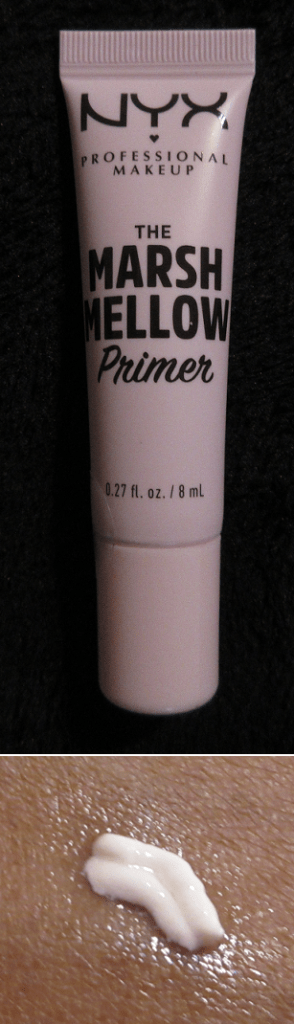 NYX
PROFESSIONAL
MAKEUP
THE
MARSH
MELLOW
Primer
0.27 fl. oz. / 8 mL